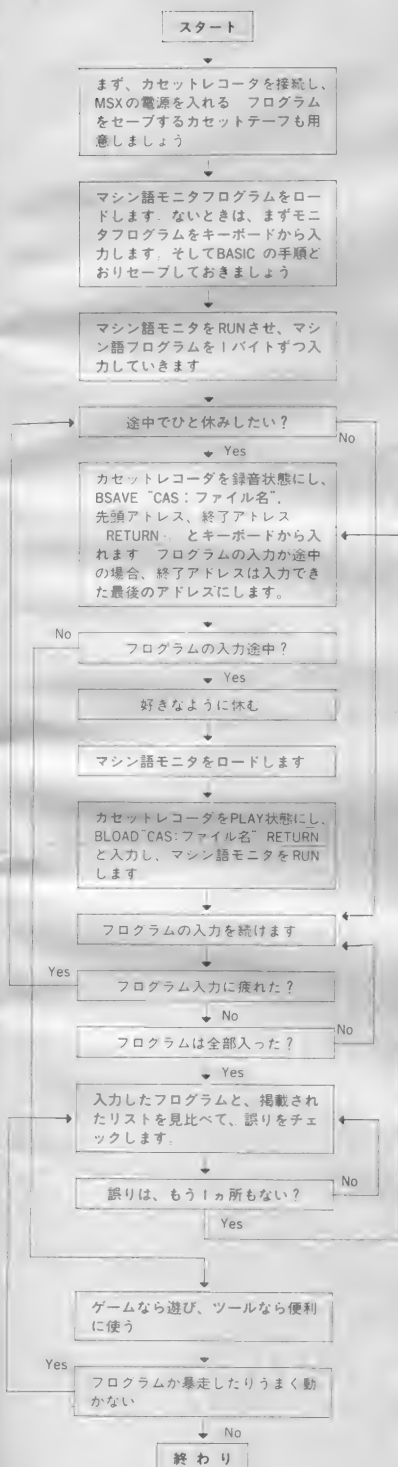 スタート
まず、カセットレコータを接続し、
MSXの電源を入れる フログラム
をセーブするカセットテーフも用
意しましょう
マシン語モニタフログラムをロー
ドします. ないときは、まずモニ
タフログラムをキーボードから入
力します. そしてBASIC の手順ど
おりセーブしておきましょう
マシン語モニタをRUNさせ、マシ
ン語フログラムを1バイトずつ入
力していきます
途中でひと休みしたい？
No
Yes
カセットレコーダを録音状態にし、
BSAVE "CAS：ファイル名"，
先頭アトレス、終了アトレス
RETURN とキーボードから入
れます フログラムの入力か途中
の場合、終了アドレスは入力でき
た最後のアドレスにします。
No
フログラムの入力途中？
Yes
好きなように休む
マシン語モニタをロードします
カセットレコータをPLAY状態にし、
BLOAD"CAS:ファイル名" RETURN
と入力し、マシン語モニタをRUN
します
フログラムの入力を続けます
Yes
フログラム入力に疲れた？
No
フログラムは全部入った？
No
Yes
入力したフログラムと、掲載され
たリストを見比べて、誤りをチェ
ックします.
誤りは、もう1ヵ所もない？
No
Yes
ゲームなら遊び、ツールなら便利
に使う
Yes
フログラムか暴走したりうまく動
かない
No
終わり